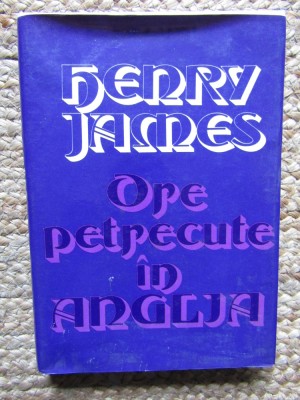 HENRY
JAMES
Ore
petrecute
în
ANGLIA